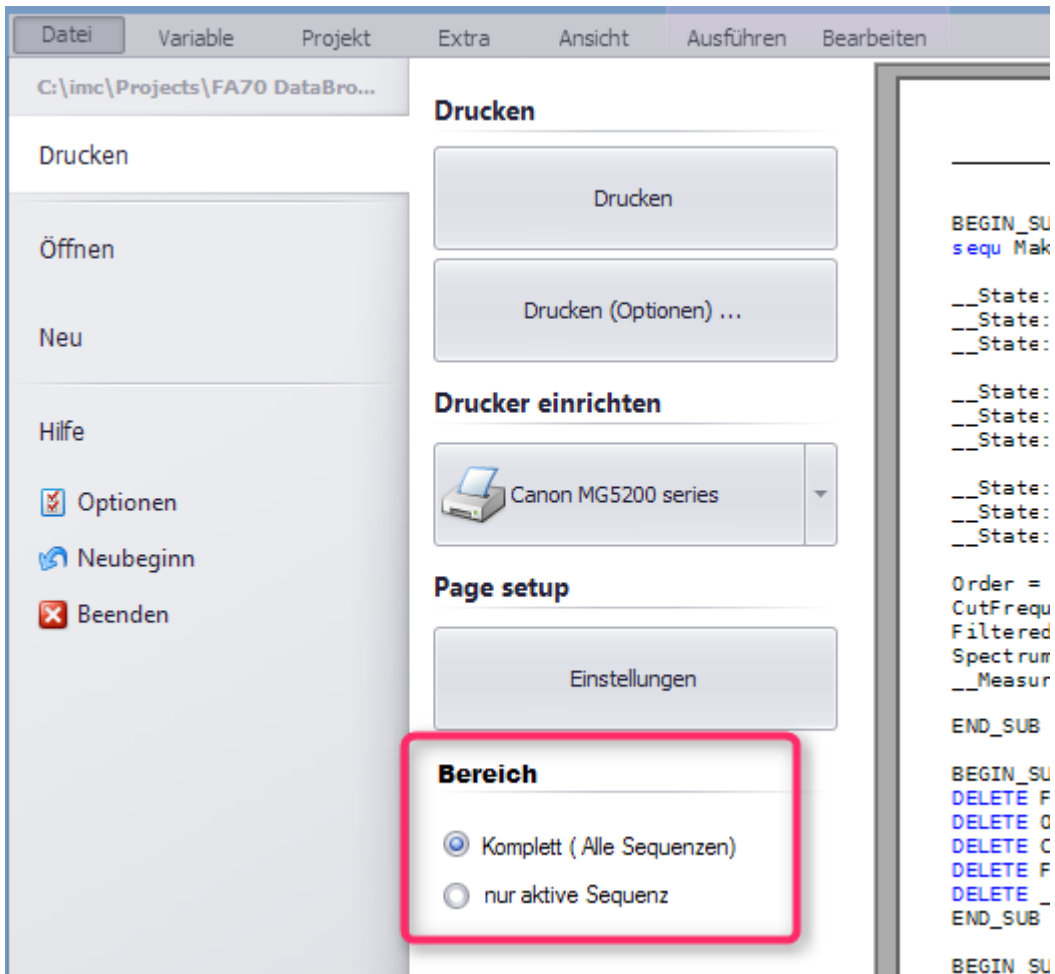 Datei Variable Projekt Extra Ansicht Ausführen Bearbeiten
C:\imc\Projects\FA70 DataBro...
Drucken
Öffnen
Neu
Hilfe
Optionen
Neubeginn
Beenden
Drucken
Drucken
Drucken (Optionen) ...
Drucker einrichten
Canon MG5200 series
Page setup
Einstellungen
Bereich
Komplett ( Alle Sequenzen)
nur aktive Sequenz
BEGIN_SU
sequ Mak
__State:
__State:
__State:
__State:
__State:
__State:
__State:
__State:
__State:
Order =
CutFrequ
Filtered
Spectrum
__Measur
END_SUB
BEGIN_SU
DELETE F
DELETE O
DELETE C
DELETE F
DELETE _
END_SUB
BEGIN_SU